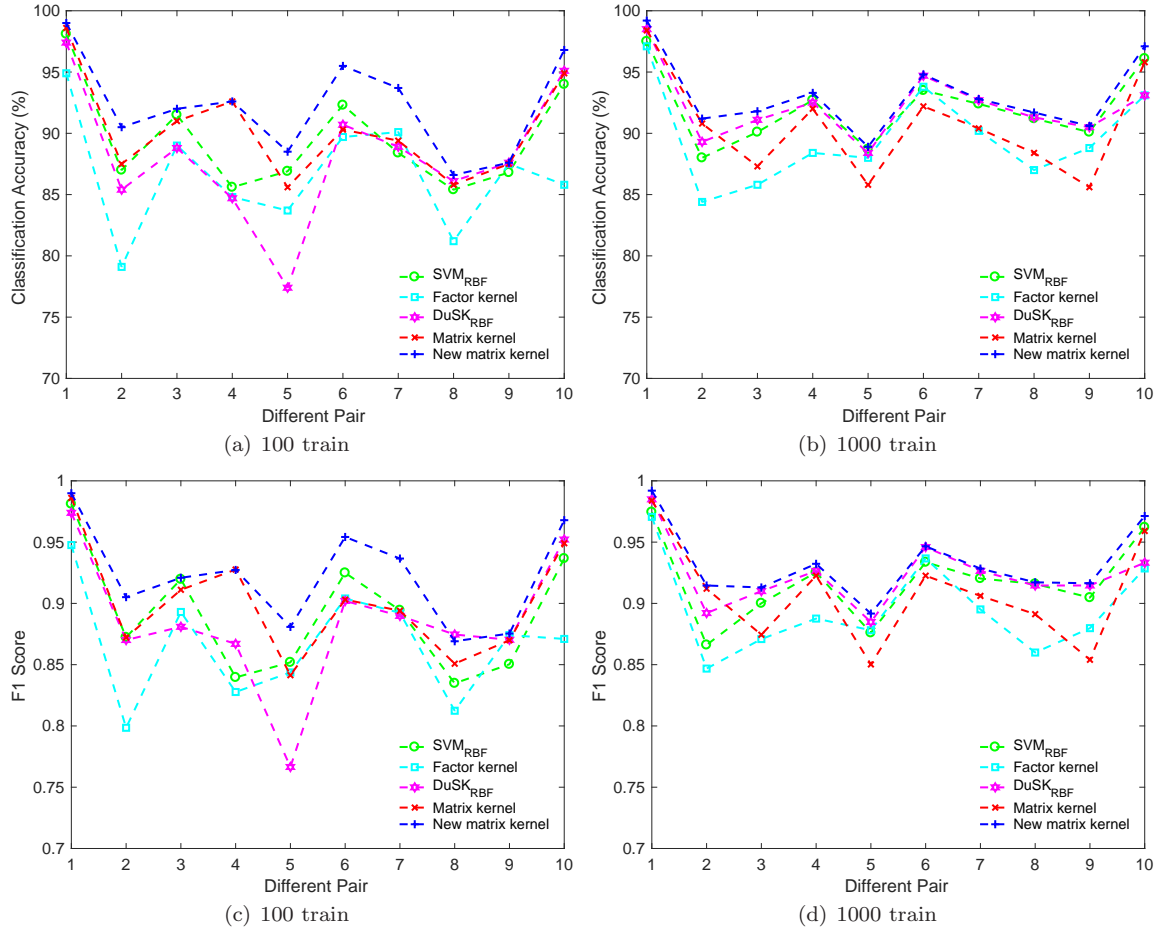 100
95
90
85
80
75
70
Classification Accuracy (%)
SVM_RBF
Factor kernel
DuSK_RBF
Matrix kernel
New matrix kernel
1 2 3 4 5 6 7 8 9 10
Different Pair
(a) 100 train
100
95
90
85
80
75
70
Classification Accuracy (%)
SVM_RBF
Factor kernel
DuSK_RBF
Matrix kernel
New matrix kernel
1 2 3 4 5 6 7 8 9 10
Different Pair
(b) 1000 train
1
0.95
0.9
0.85
0.8
0.75
0.7
F1 Score
SVM_RBF
Factor kernel
DuSK_RBF
Matrix kernel
New matrix kernel
1 2 3 4 5 6 7 8 9 10
Different Pair
(c) 100 train
1
0.95
0.9
0.85
0.8
0.75
0.7
F1 Score
SVM_RBF
Factor kernel
DuSK_RBF
Matrix kernel
New matrix kernel
1 2 3 4 5 6 7 8 9 10
Different Pair
(d) 1000 train